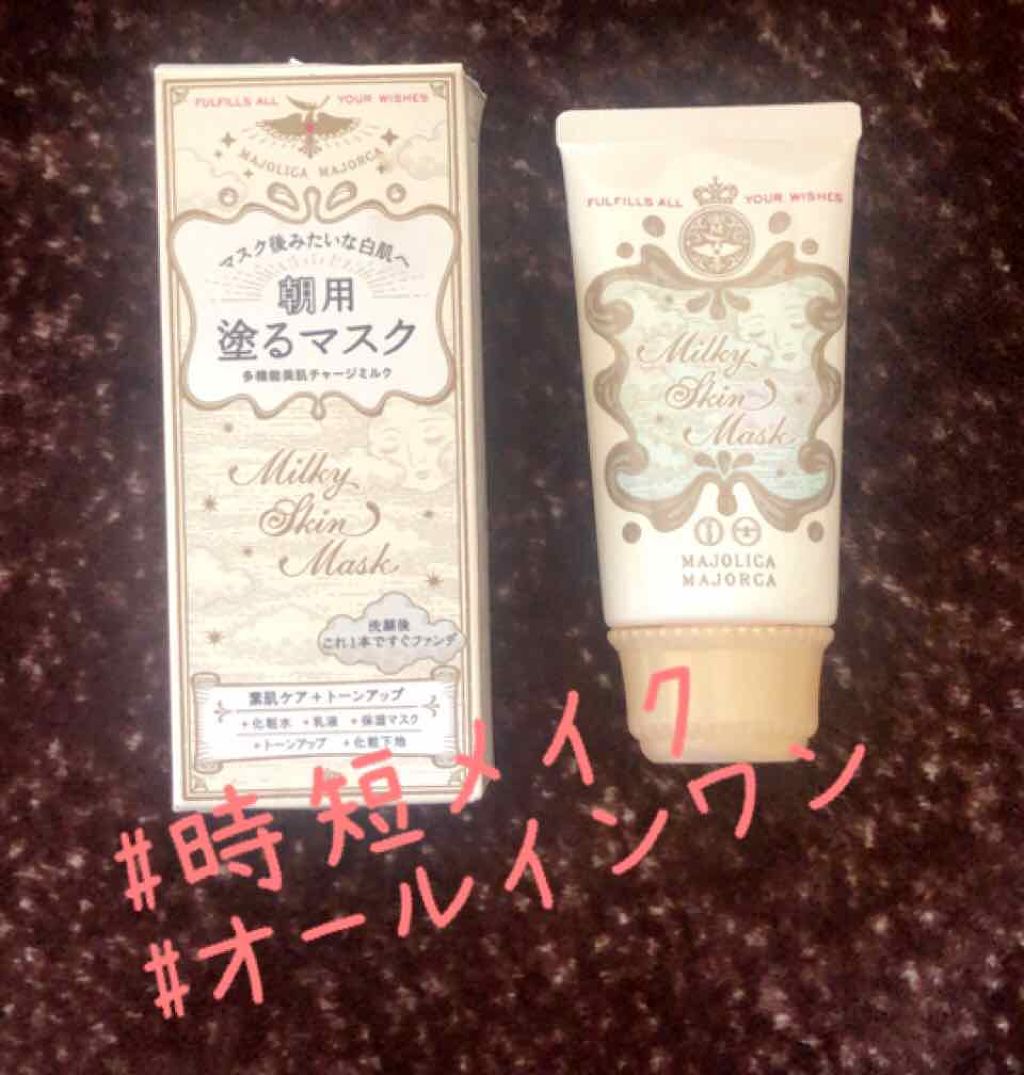 FULFILLS ALL YOUR WISHES
MAJOLICA MAJORCA
マスク後みたいな白肌へ
朝用
塗るマスク
多機能美肌チャージミルク
Milky
Skin
Mask
洗顔後
これ1本ですぐファンデ
素肌ケア+トーンアップ
+化粧水 +乳液 +保湿マスク
+トーンアップ +化粧下地
FULFILLS ALL YOUR WISHES
Milky
Skin
Mask
MAJOLICA
MAJORCA
#時短メイク
#オールインワン